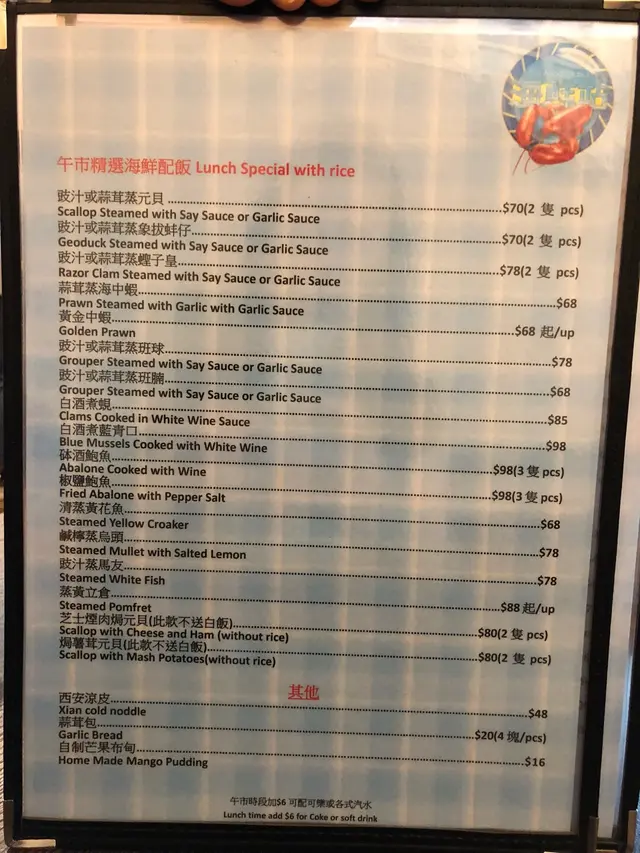 海鮮站
午市精選海鮮配飯 Lunch Special with rice
豉汁或蒜茸蒸元貝 $70(2 隻 pcs)
Scallop Steamed with Say Sauce or Garlic Sauce
豉汁或蒜茸蒸象拔蚌仔 $70(2 隻 pcs)
Geoduck Steamed with Say Sauce or Garlic Sauce
豉汁或蒜茸蒸蟶子皇 $78(2 隻 pcs)
Razor Clam Steamed with Say Sauce or Garlic Sauce
蒜茸蒸海中蝦 $68
Prawn Steamed with Garlic with Garlic Sauce
黃金中蝦 $68 起/up
Golden Prawn
豉汁或蒜茸蒸班球 $78
Grouper Steamed with Say Sauce or Garlic Sauce
豉汁或蒜茸蒸班腩 $68
Grouper Steamed with Say Sauce or Garlic Sauce
白酒煮蜆 $85
Clams Cooked in White Wine Sauce
白酒煮藍青口 $98
Blue Mussels Cooked with White Wine
砵酒鮑魚 $98(3 隻 pcs)
Abalone Cooked with Wine
椒鹽鮑魚 $98(3 隻 pcs)
Fried Abalone with Pepper Salt
清蒸黃花魚 $68
Steamed Yellow Croaker
鹹檸蒸烏頭 $78
Steamed Mullet with Salted Lemon
豉汁蒸馬友 $78
Steamed White Fish
蒸黃立倉 $88 起/up
Steamed Pomfret
芝士煙肉焗元貝(此款不送白飯) $80(2 隻 pcs)
Scallop with Cheese and Ham (without rice)
焗薯茸元貝(此款不送白飯) $80(2 隻 pcs)
Scallop with Mash Potatoes(without rice)
其他
西安涼皮 $48
Xian cold noddle
蒜茸包 $20(4 塊/pcs)
Garlic Bread
自制芒果布甸 $16
Home Made Mango Pudding
午市時段加$6 可配可樂或各式汽水
Lunch time add $6 for Coke or soft drink